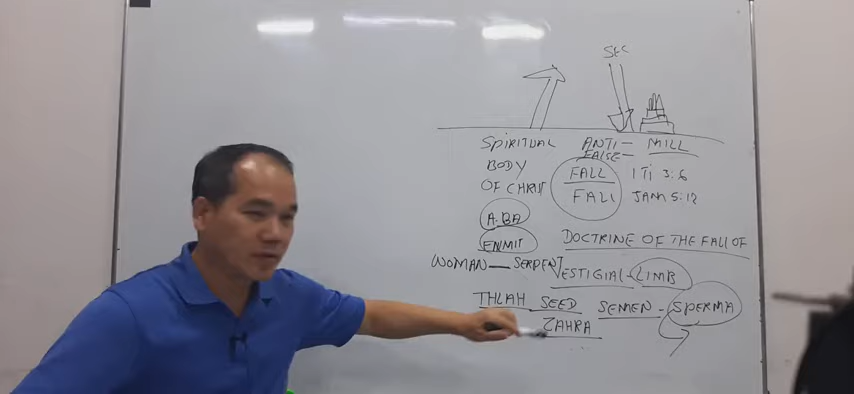 SEC
SPIRITUAL ANTI- MILL
FALSE-
BODY FALL 1 TI 3:6
OF CHRIST FALL JAM 5:12
A.BA
ENMIT DOCTRINE OF THE FALL OF
WOMAN — SERPENT VESTIGIAL - LIMB
THLAH SEED SEMEN - SPERMA
ZAHRA